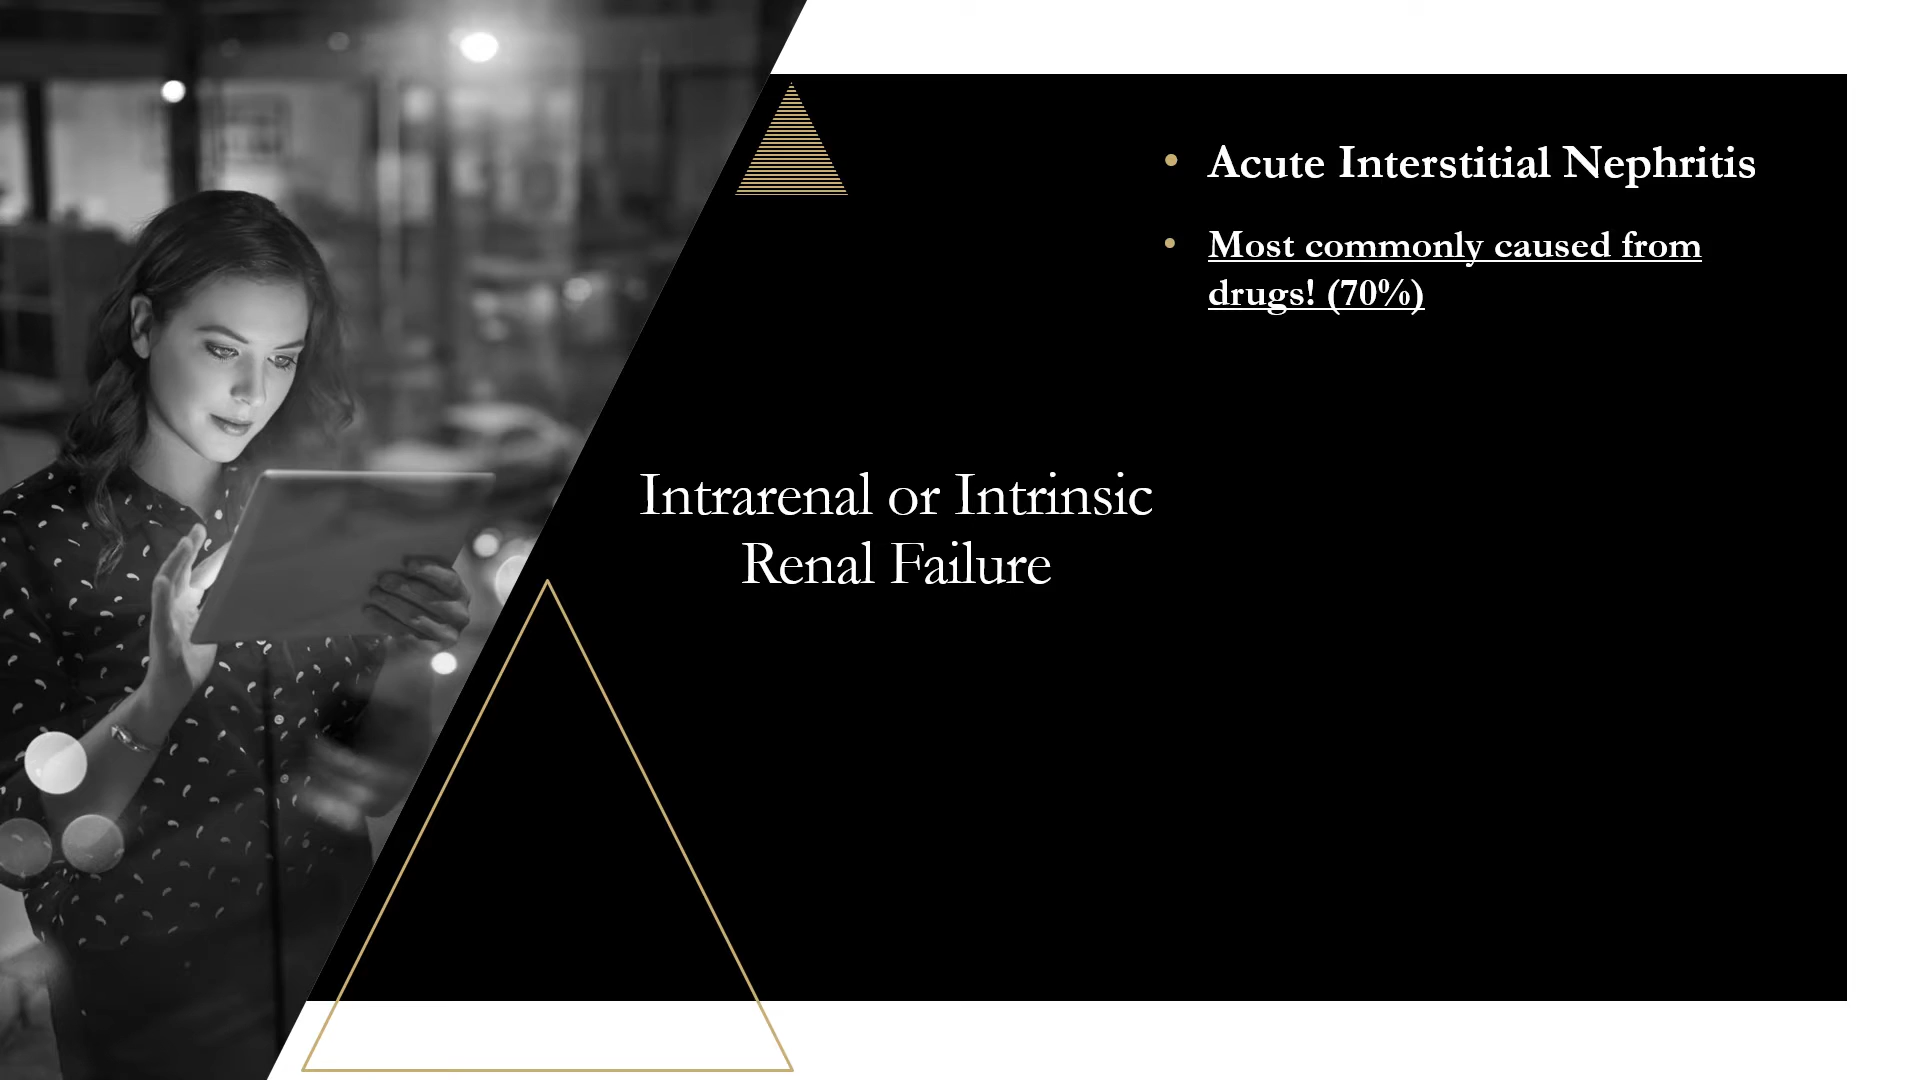 Intrarenal or Intrinsic
Renal Failure
• Acute Interstitial Nephritis
• Most commonly caused from
drugs! (70%)